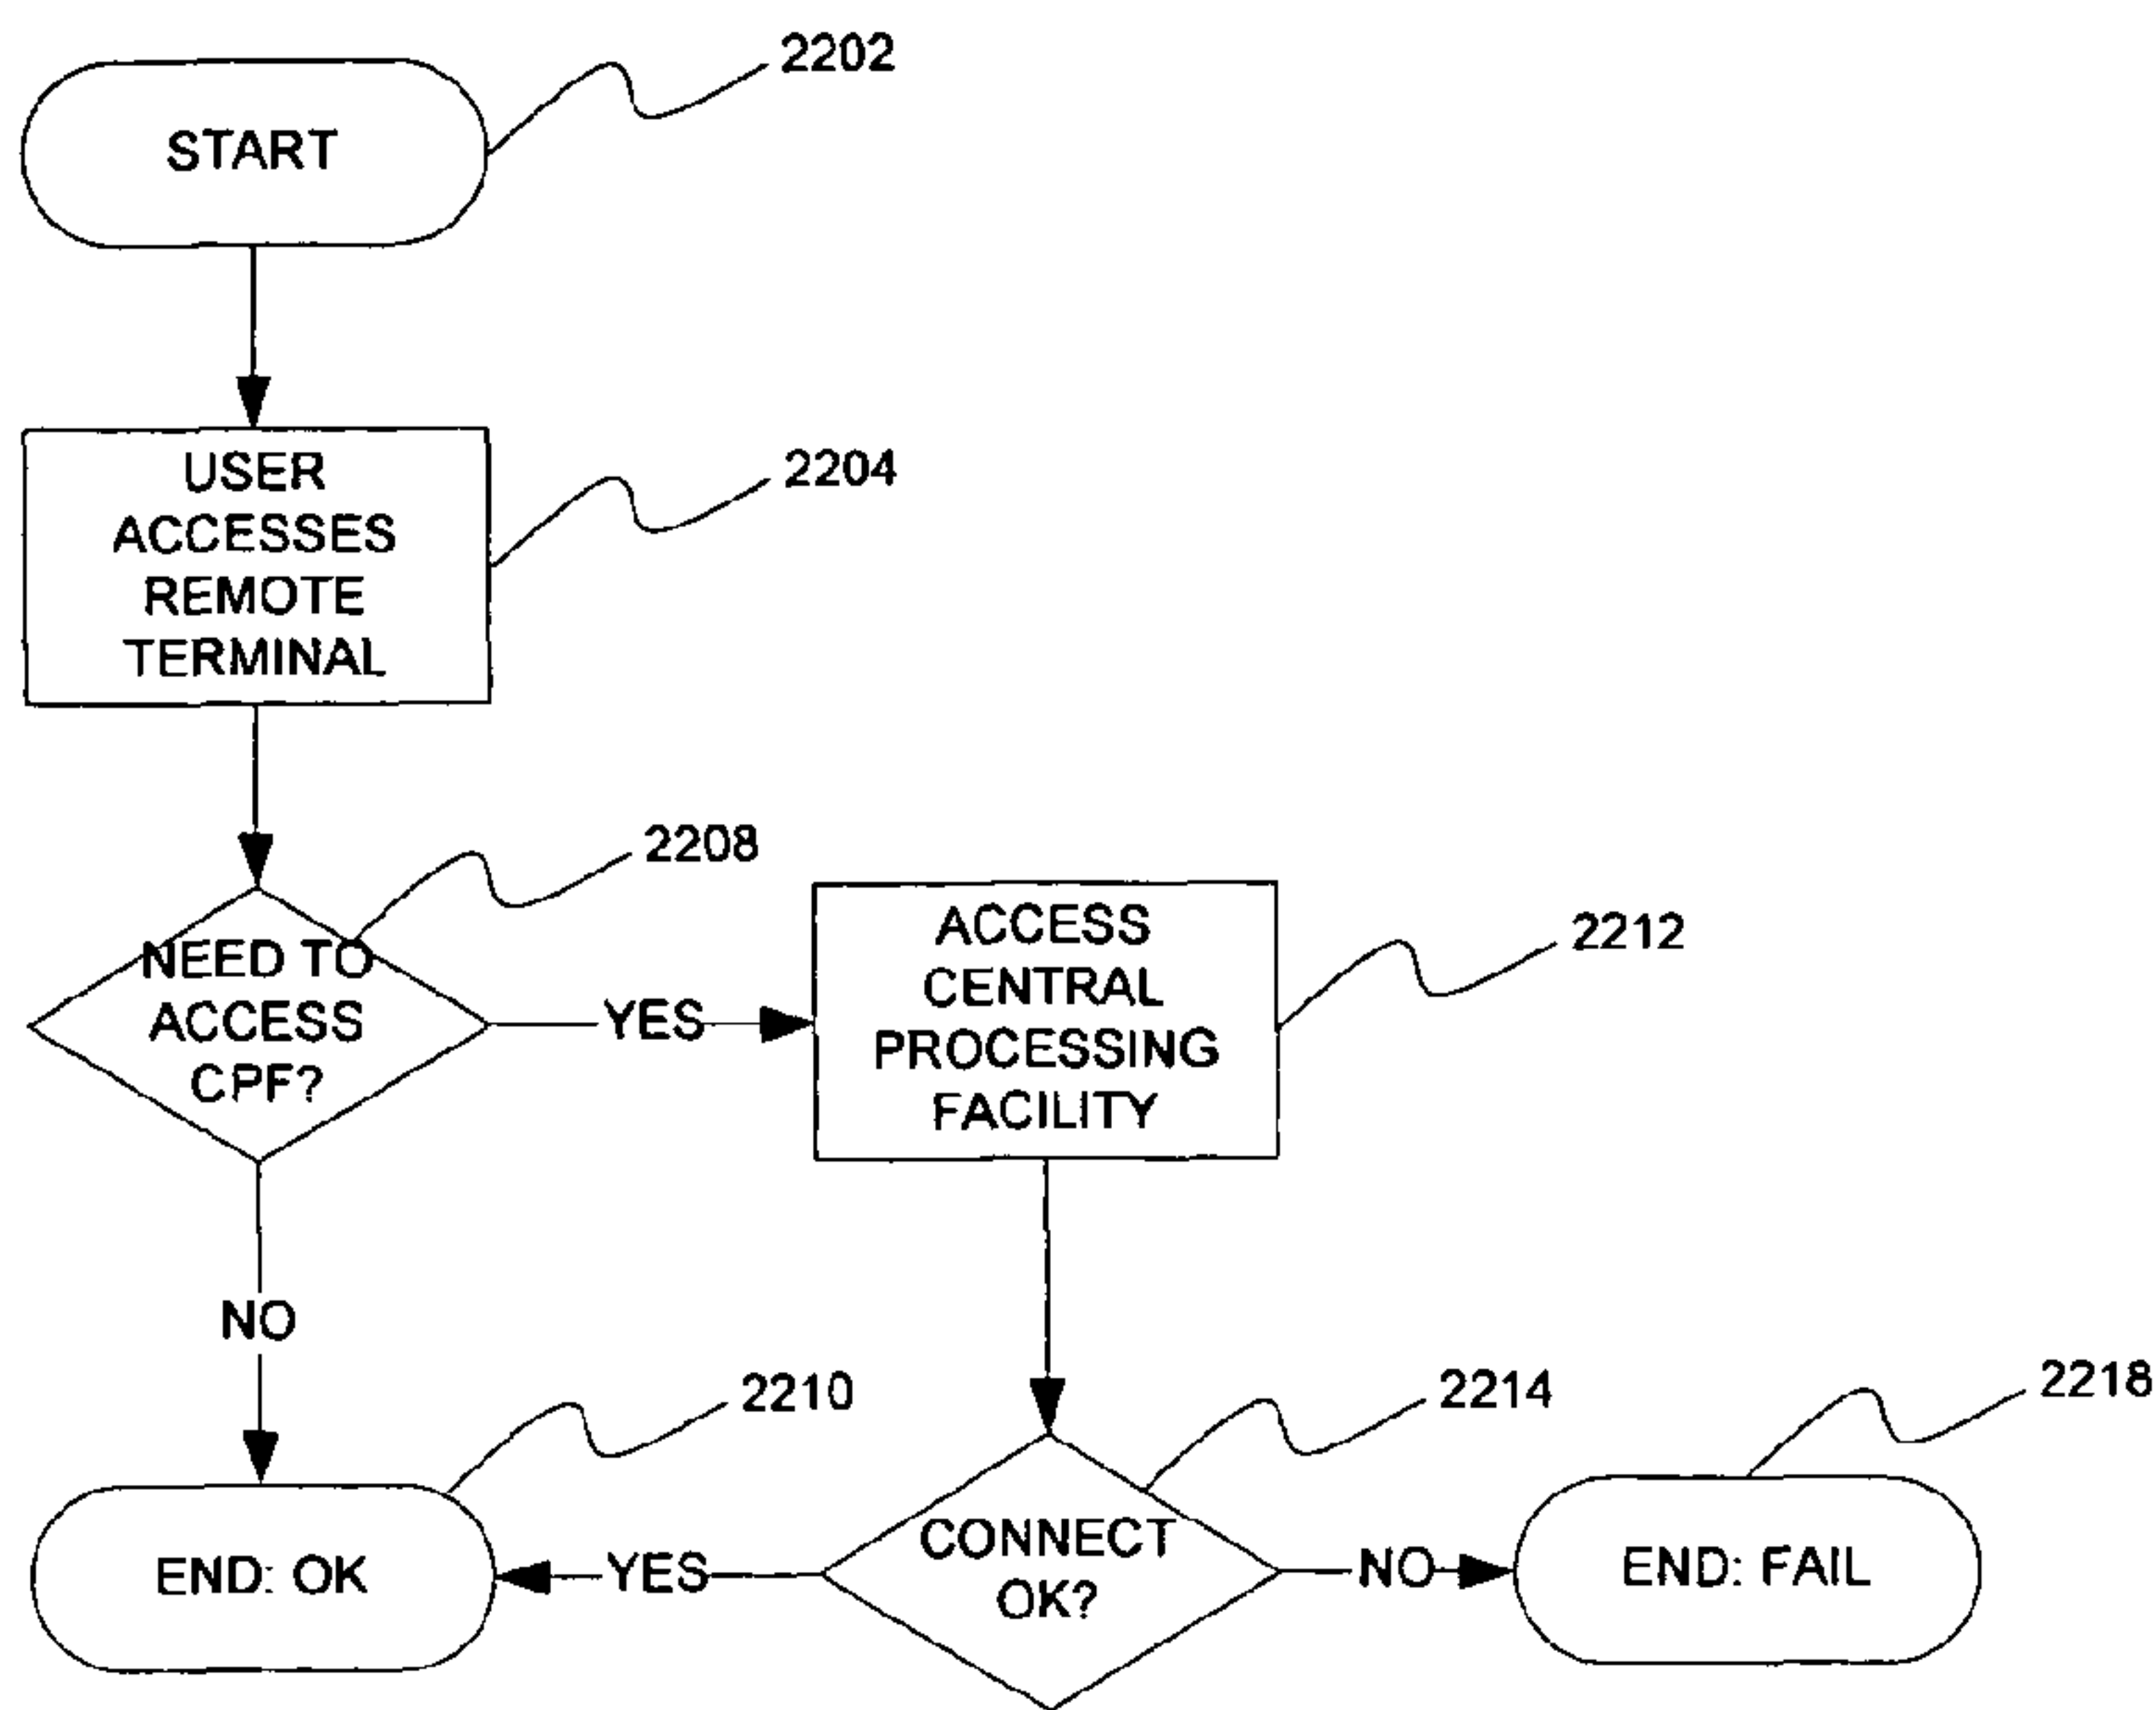 2202
START
2204
USER
ACCESSES
REMOTE
TERMINAL
2208
NEED TO
ACCESS
CPF?
YES
2212
ACCESS
CENTRAL
PROCESSING
FACILITY
NO
2210
END: OK
YES
2214
CONNECT
OK?
NO
2218
END: FAIL